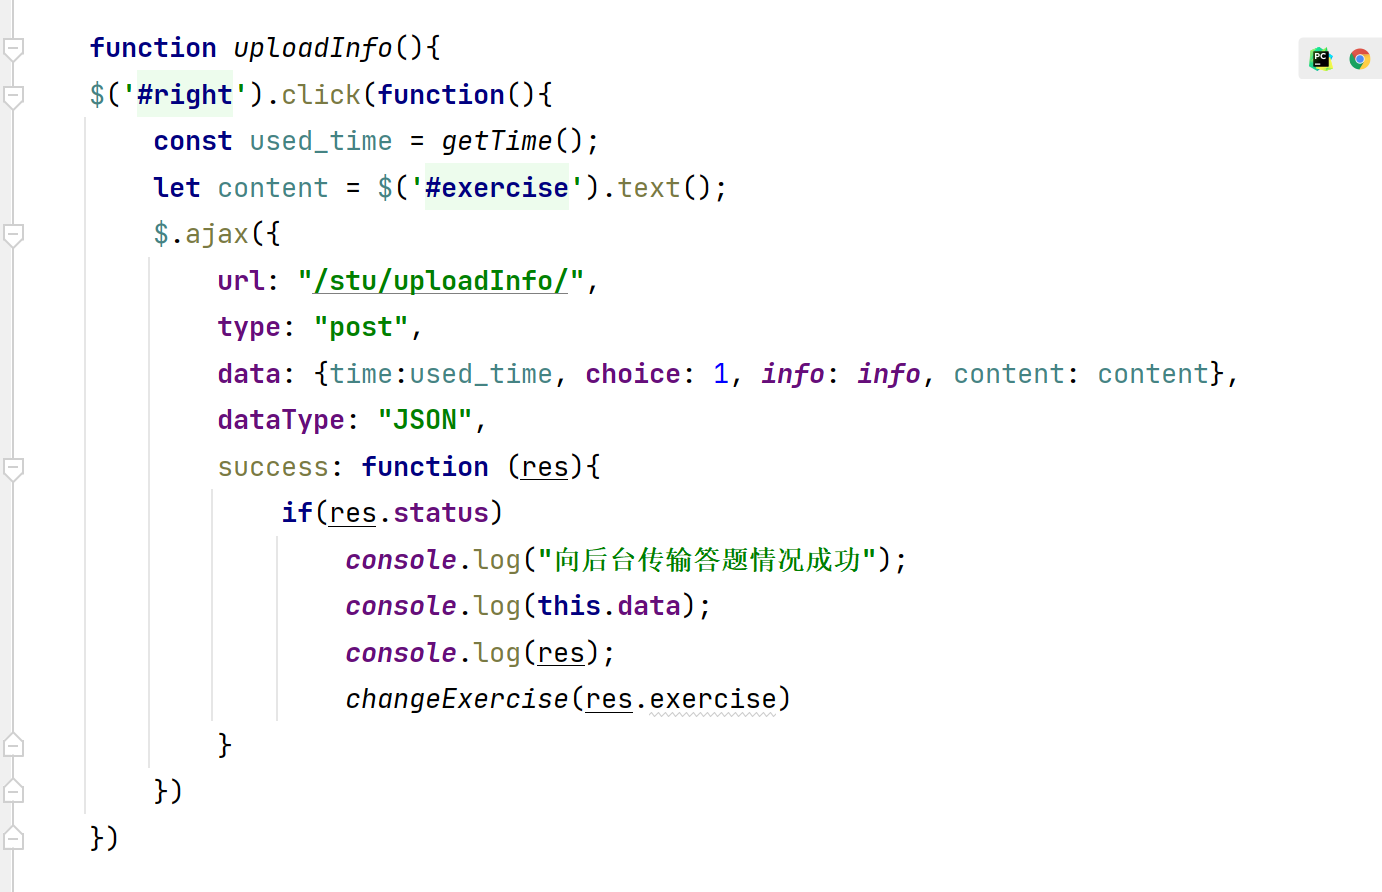 function uploadInfo(){
$('#right').click(function(){
    const used_time = getTime();
    let content = $('#exercise').text();
    $.ajax({
        url: "/stu/uploadInfo/",
        type: "post",
        data: {time:used_time, choice: 1, info: info, content: content},
        dataType: "JSON",
        success: function (res){
            if(res.status)
                console.log("向后台传输答题情况成功");
                console.log(this.data);
                console.log(res);
                changeExercise(res.exercise)
        }
    })
})
PC